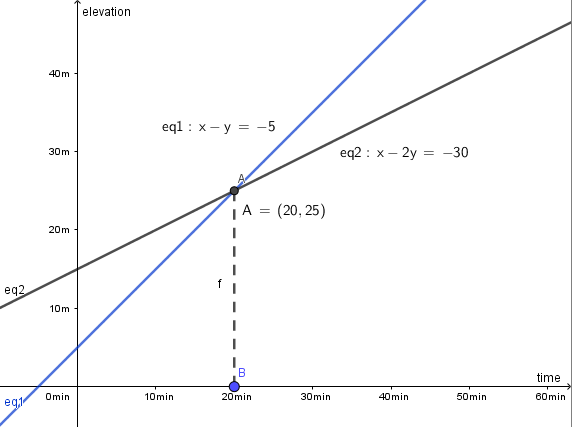 elevation
40m
eq1 : x − y = −5
30m
eq2 : x − 2y = −30
A
A = (20, 25)
20m
f
eq2
10m
B
time
0min 10min 20min 30min 40min 50min 60min
eq1